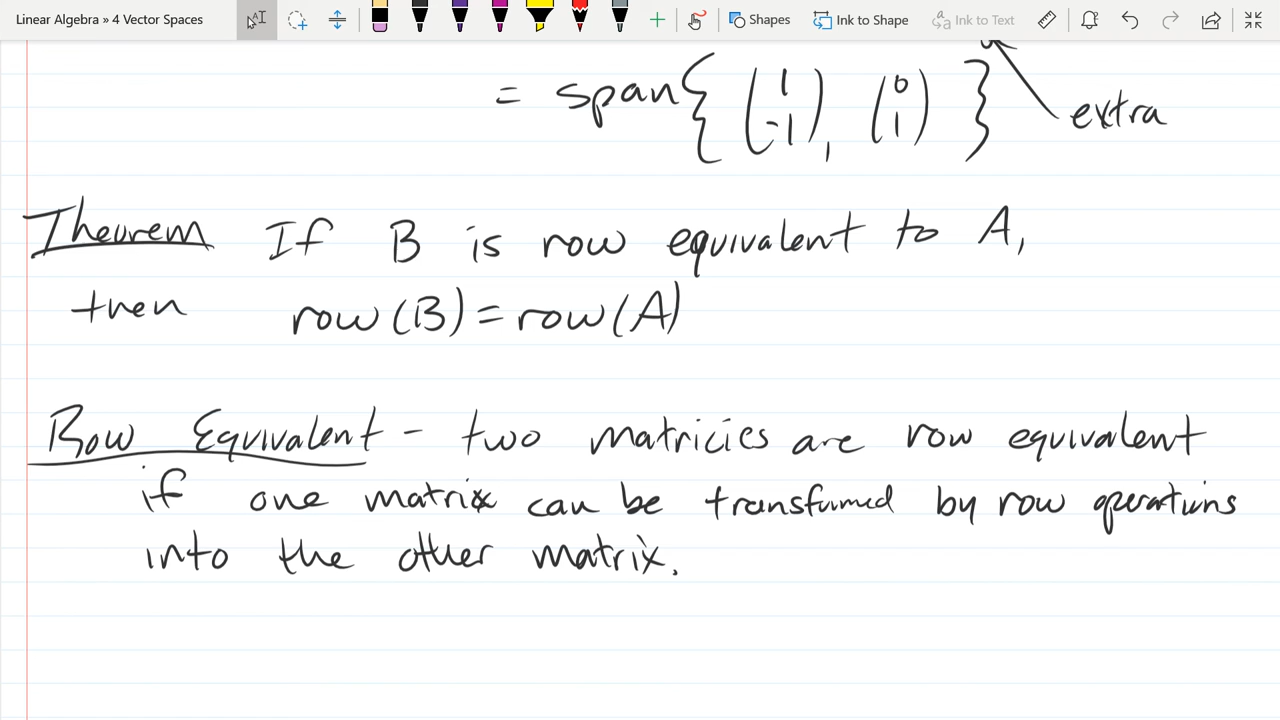 Linear Algebra » 4 Vector Spaces
Shapes
Ink to Shape
Ink to Text
= span{ (1 -1), (0 1) }
extra
Theorem If B is row equivalent to A,
then row(B) = row(A)
Row Equivalent - two matricies are row equivalent
if one matrix can be transformed by row operations
into the other matrix.